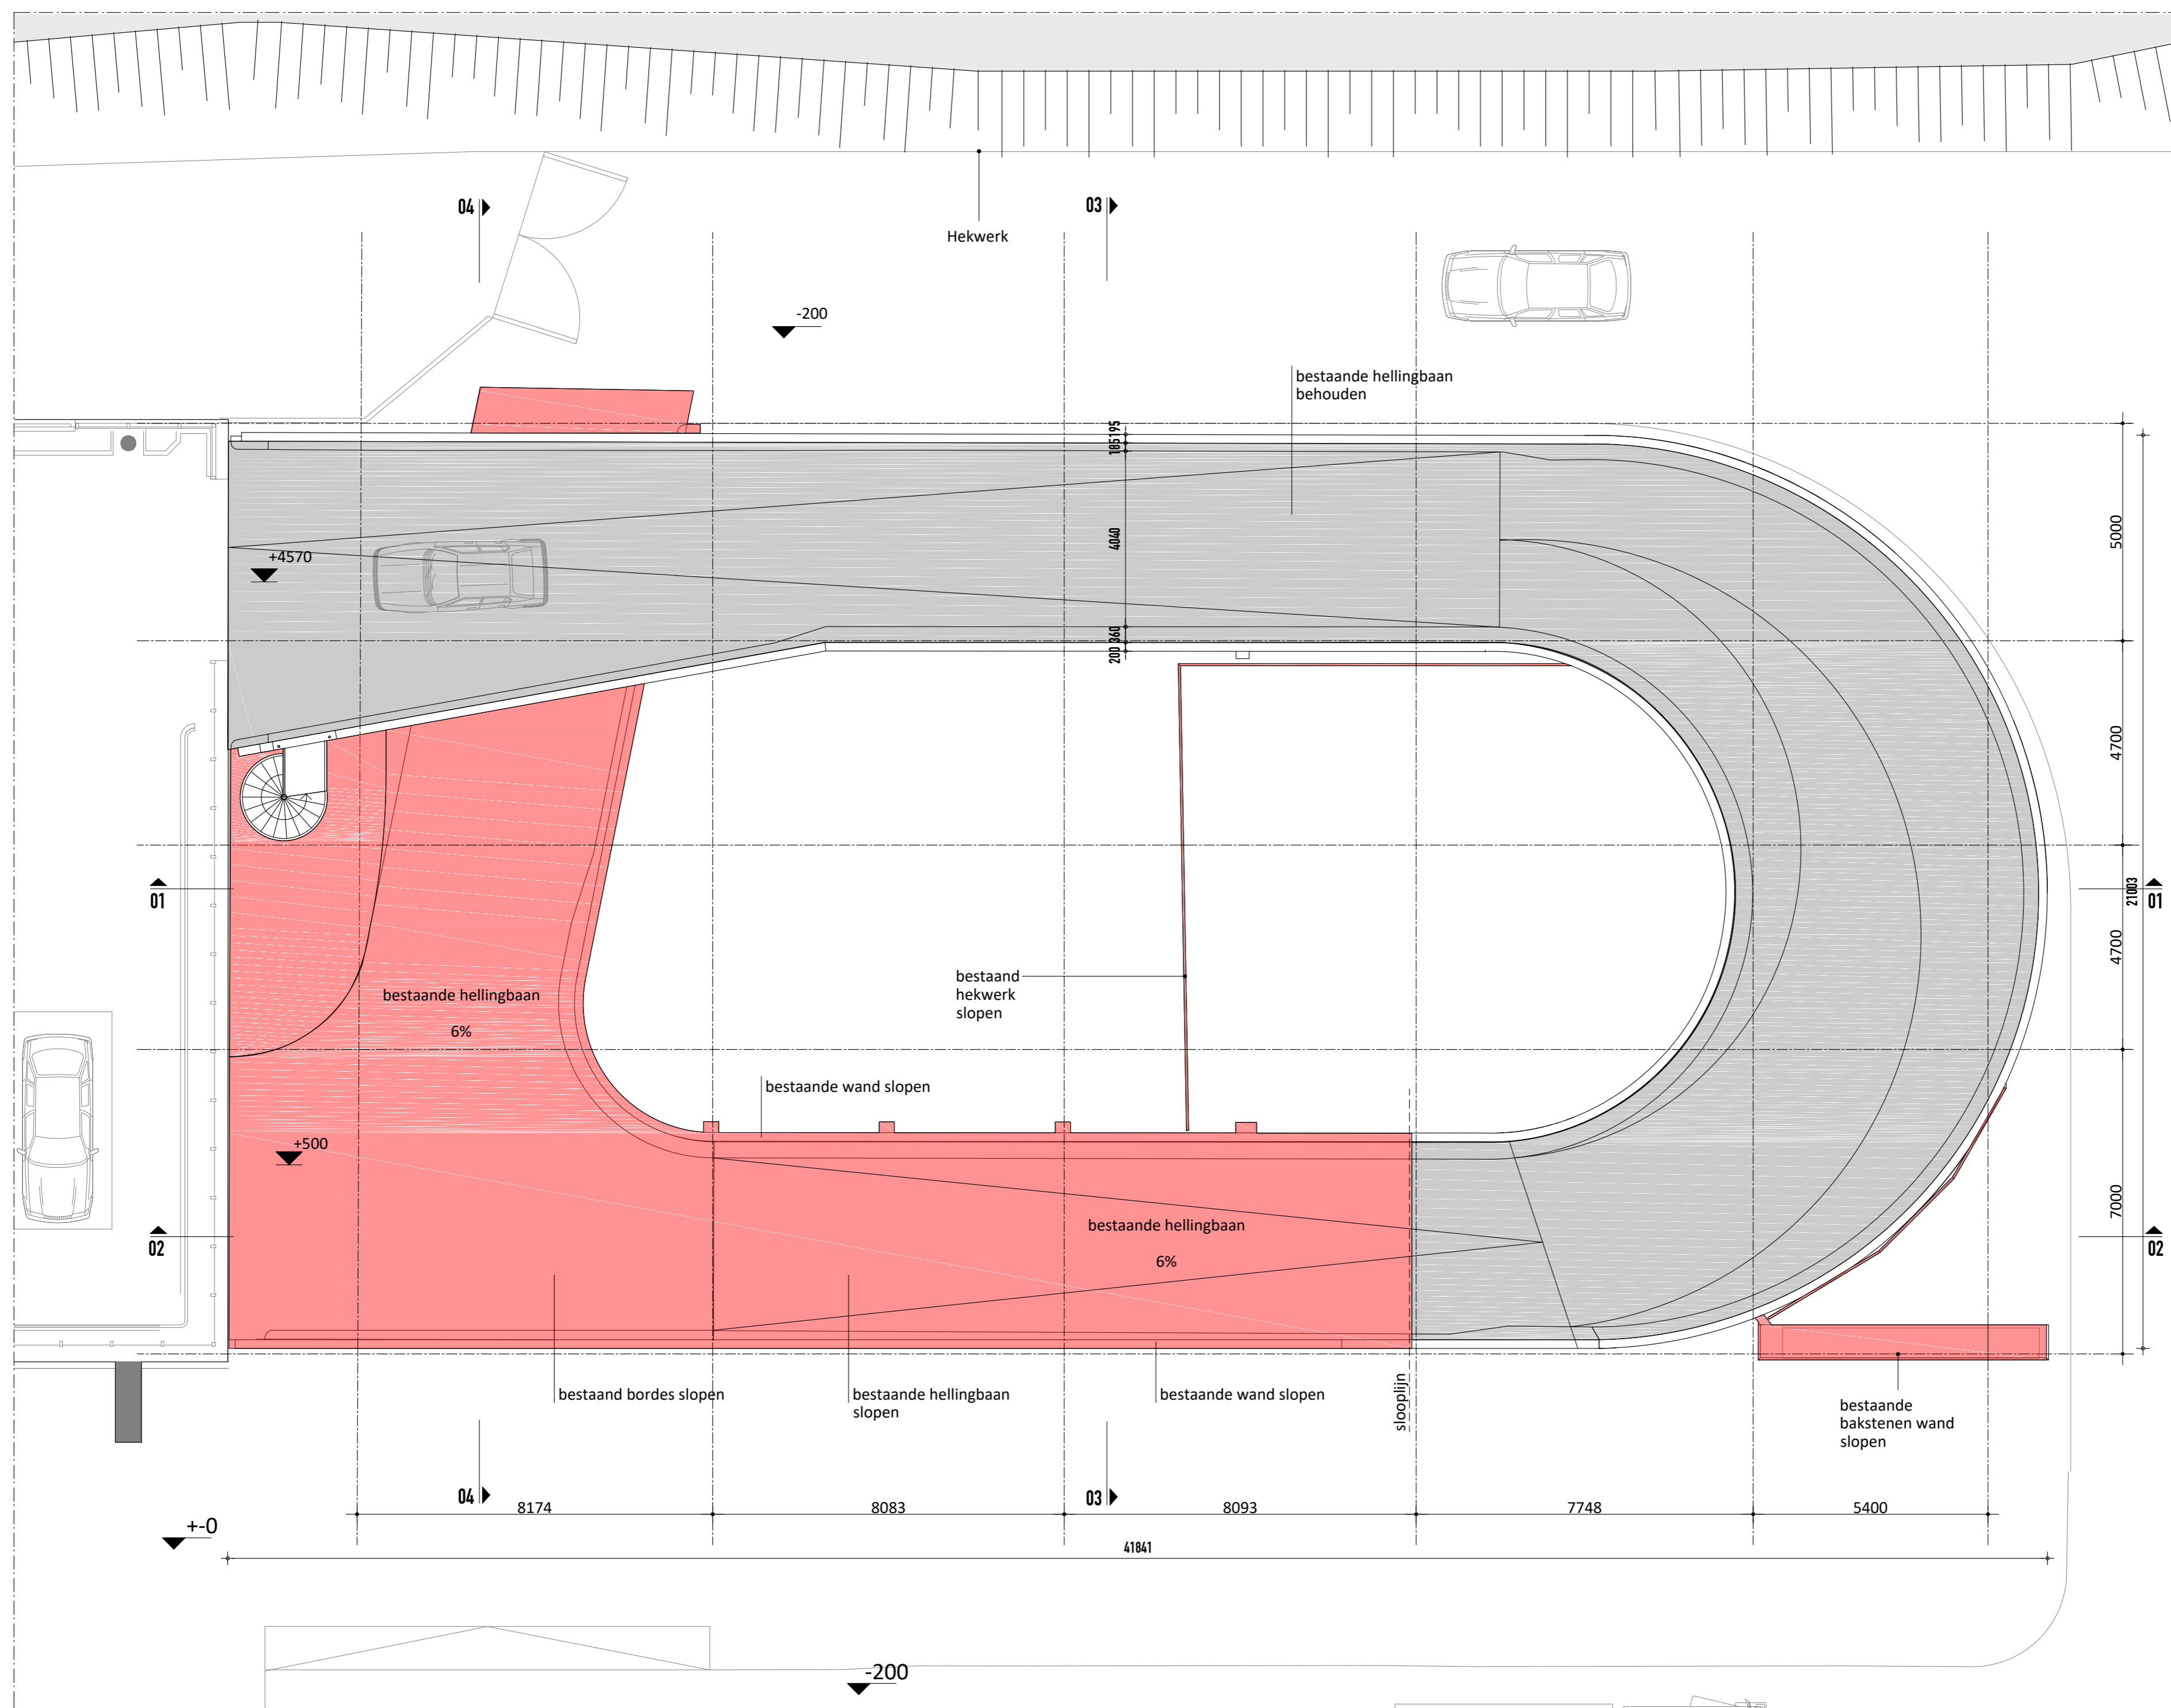 04
03
Hekwerk
-200
bestaande hellingbaan
behouden
195
185
4040
360
200
+4570
5000
4700
4700
21003
7000
01
01
bestaande hellingbaan
6%
bestaand
hekwerk
slopen
bestaande wand slopen
+500
02
02
bestaande hellingbaan
6%
bestaand bordes slopen
bestaande hellingbaan
slopen
bestaande wand slopen
slooplijn
bestaande
bakstenen wand
slopen
04
03
8174
8083
8093
7748
5400
+-0
41841
-200